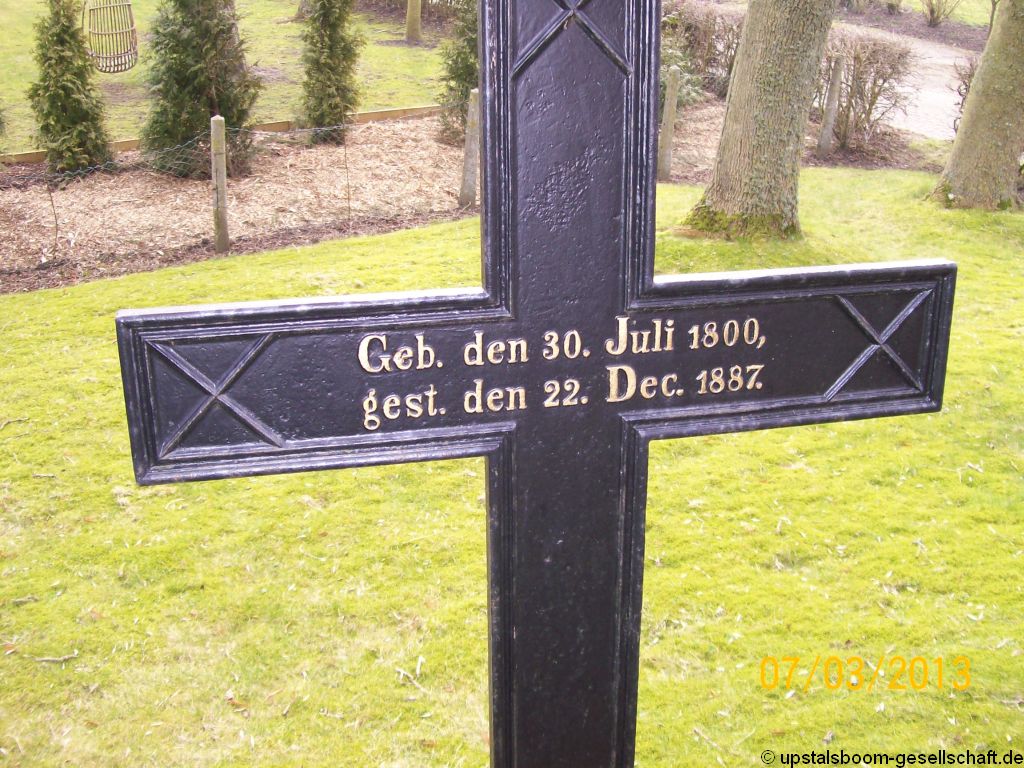 Geb. den 30. Juli 1800,
gest. den 22. Dec. 1887.
07/03/2013
© upstalsboom-gesellschaft.de